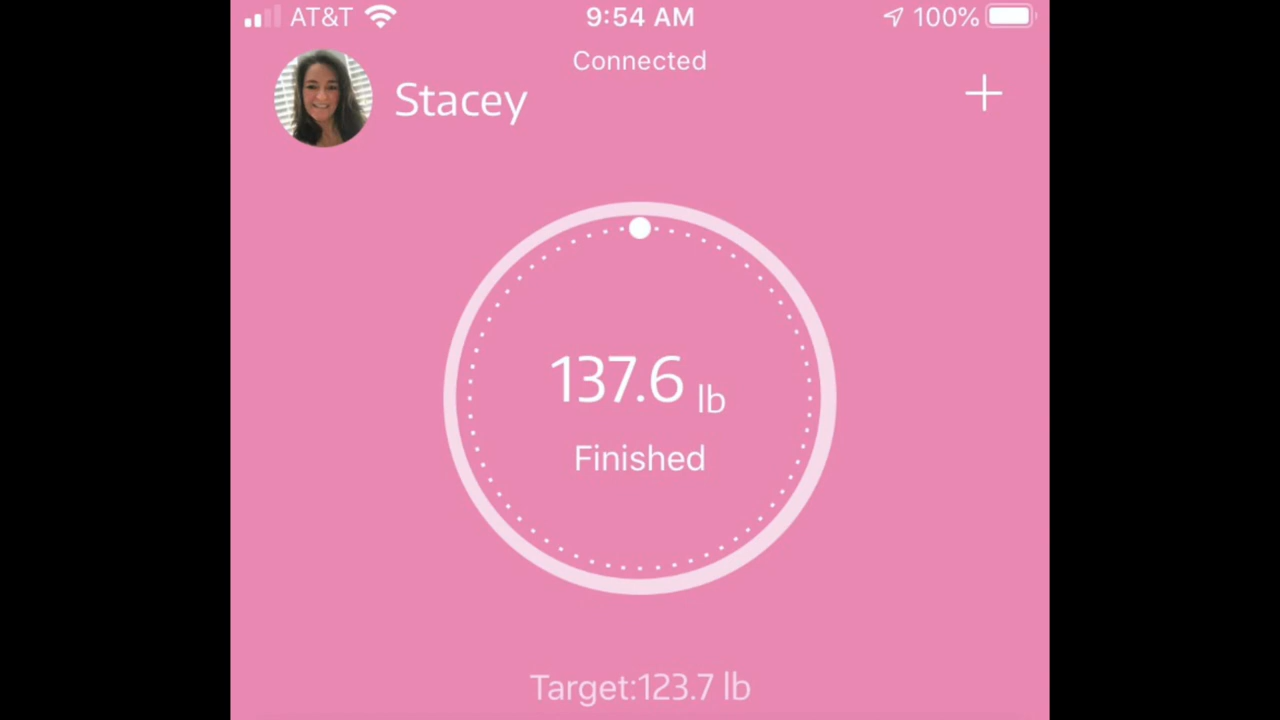 AT&T 9:54 AM 100%
Connected
Stacey
137.6 lb
Finished
Target:123.7 lb